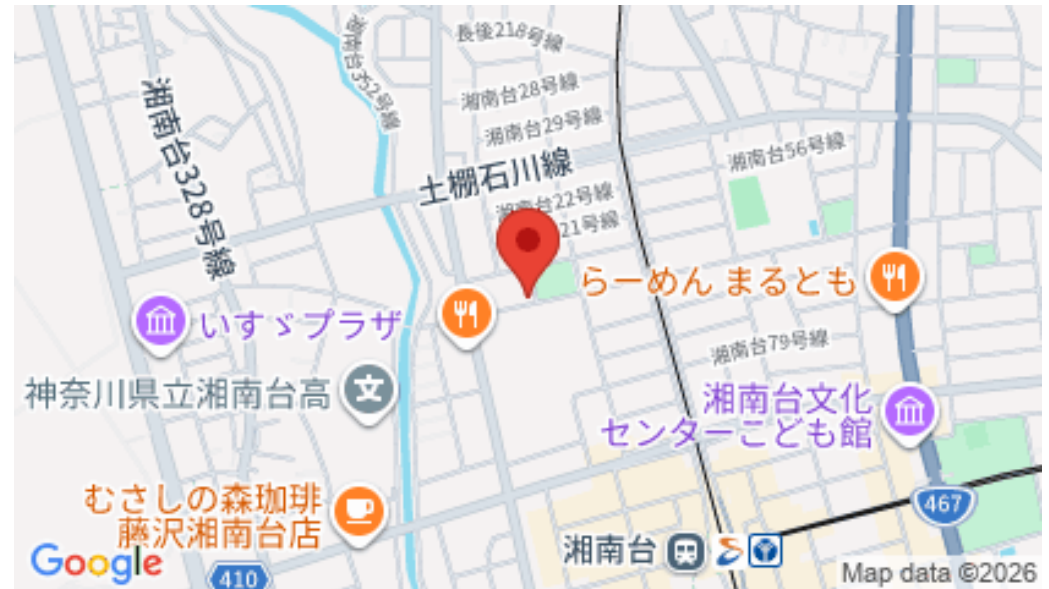 長後218号線
湘南台352号線
湘南台28号線
湘南台328号線
湘南台29号線
湘南台56号線
土棚石川線
湘南台22号線
21号線
らーめん まるとも
いすゞプラザ
湘南台79号線
神奈川県立湘南台高
湘南台文化
センターこども館
むさしの森珈琲
藤沢湘南台店
467
湘南台
Google
410
Map data ©2026